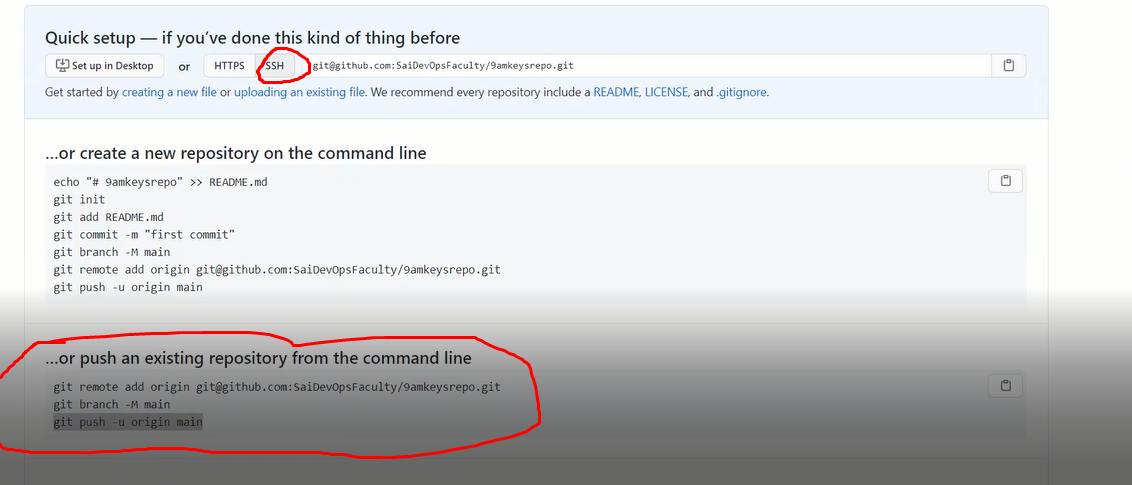 Quick setup — if you’ve done this kind of thing before
Set up in Desktop or HTTPS SSH git@github.com:SaiDevOpsFaculty/9amkeysrepo.git
Get started by creating a new file or uploading an existing file. We recommend every repository include a README, LICENSE, and .gitignore.
…or create a new repository on the command line
echo "# 9amkeysrepo" >> README.md
git init
git add README.md
git commit -m "first commit"
git branch -M main
git remote add origin git@github.com:SaiDevOpsFaculty/9amkeysrepo.git
git push -u origin main
…or push an existing repository from the command line
git remote add origin git@github.com:SaiDevOpsFaculty/9amkeysrepo.git
git branch -M main
git push -u origin main